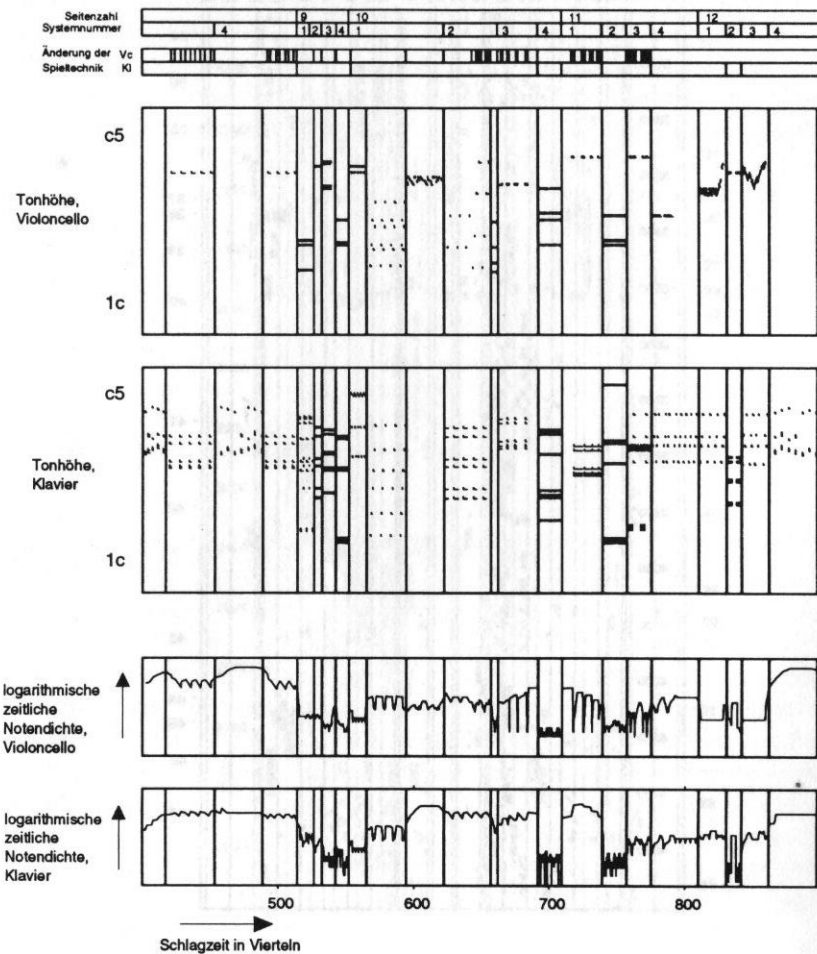 Seitenzahl 9 10 11 12
Systemnummer 4 1 2 3 4 1 2 3 4 1 2 3 4 1 2 3 4
Änderung der Vc
Spieltechnik Kl
c5
Tonhöhe,
Violoncello
1c
c5
Tonhöhe,
Klavier
1c
logarithmische
zeitliche
Notendichte,
Violoncello
logarithmische
zeitliche
Notendichte,
Klavier
500 600 700 800
Schlagzeit in Vierteln